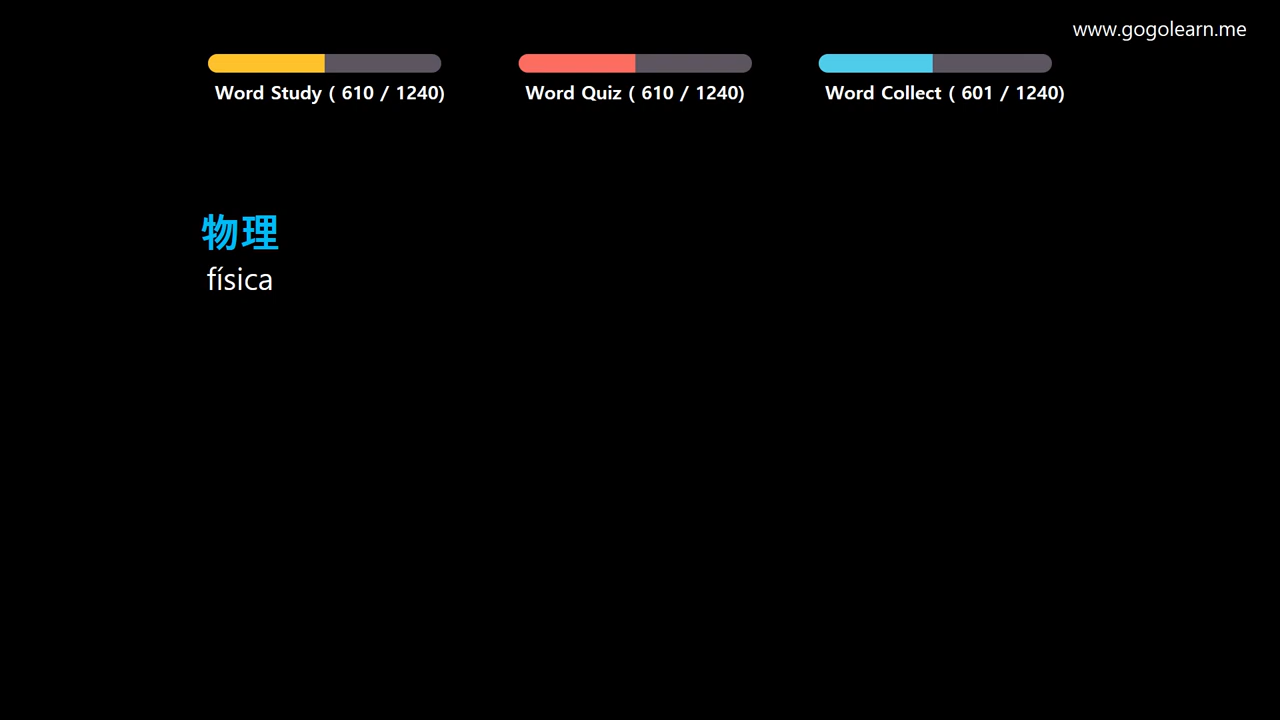 www.gogolearn.me
Word Study ( 610 / 1240)
Word Quiz ( 610 / 1240)
Word Collect ( 601 / 1240)
物理
física